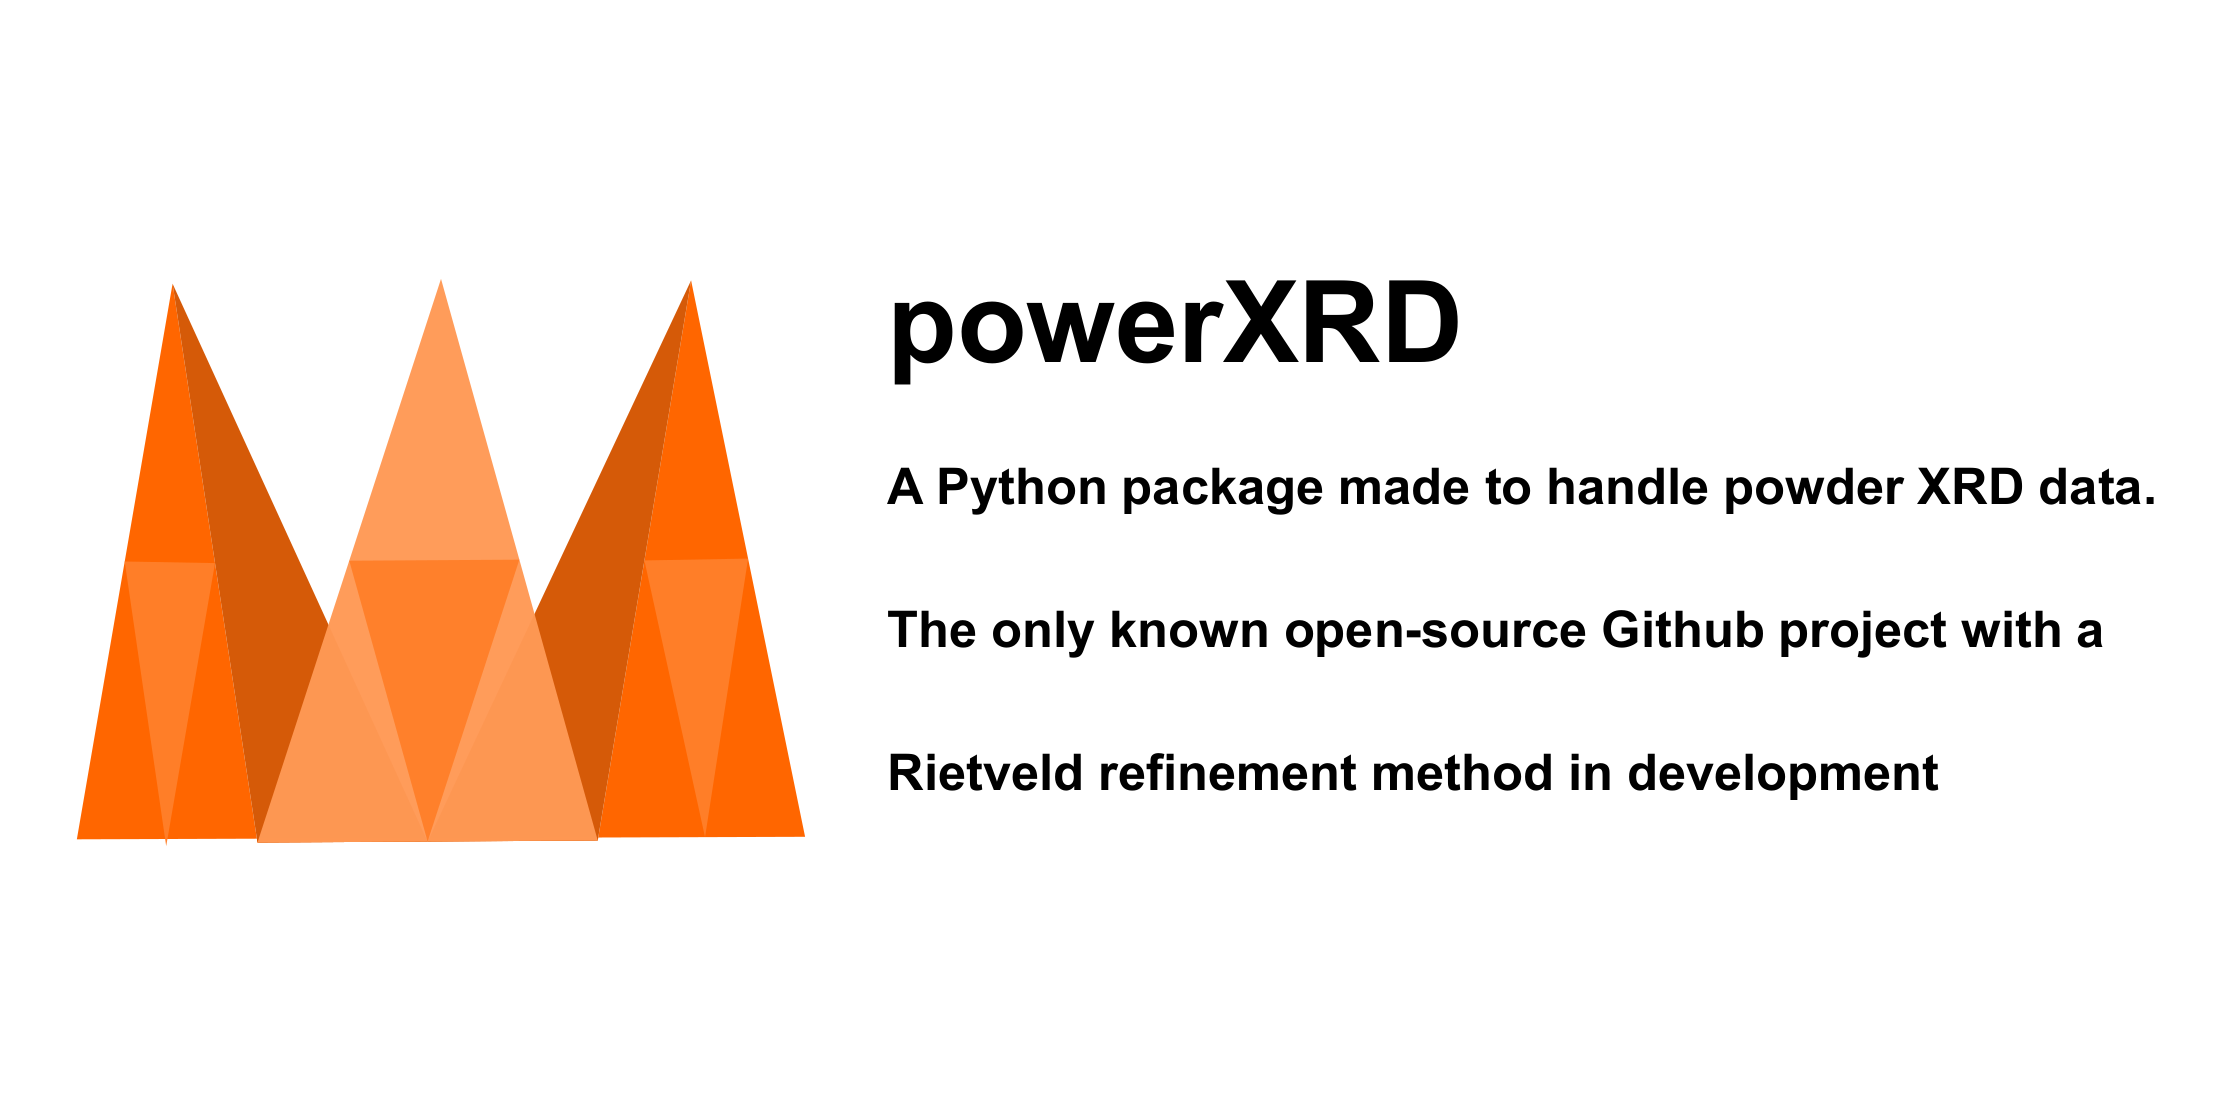 powerXRD
A Python package made to handle powder XRD data.
The only known open-source Github project with a
Rietveld refinement method in development